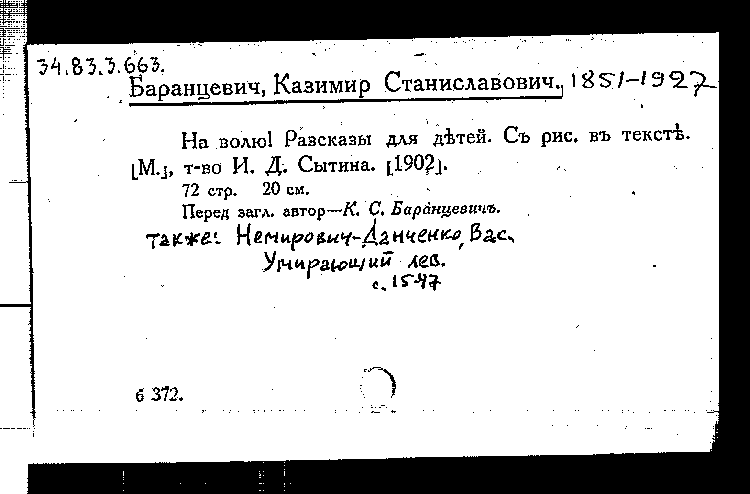 34.83.3.663.
Баранцевич, Казимир Станиславович. 1851-1927
На волю! Разсказы для дѣтей. Съ рис. въ текстѣ.
[М.], т-во И. Д. Сытина. [1902].
72 стр. 20 см.
Перед загл. автор—К. С. Баранцевичъ.
также: Немирович-Данченко, Вас.
Умирающий лев.
с. 15-47
6 372.